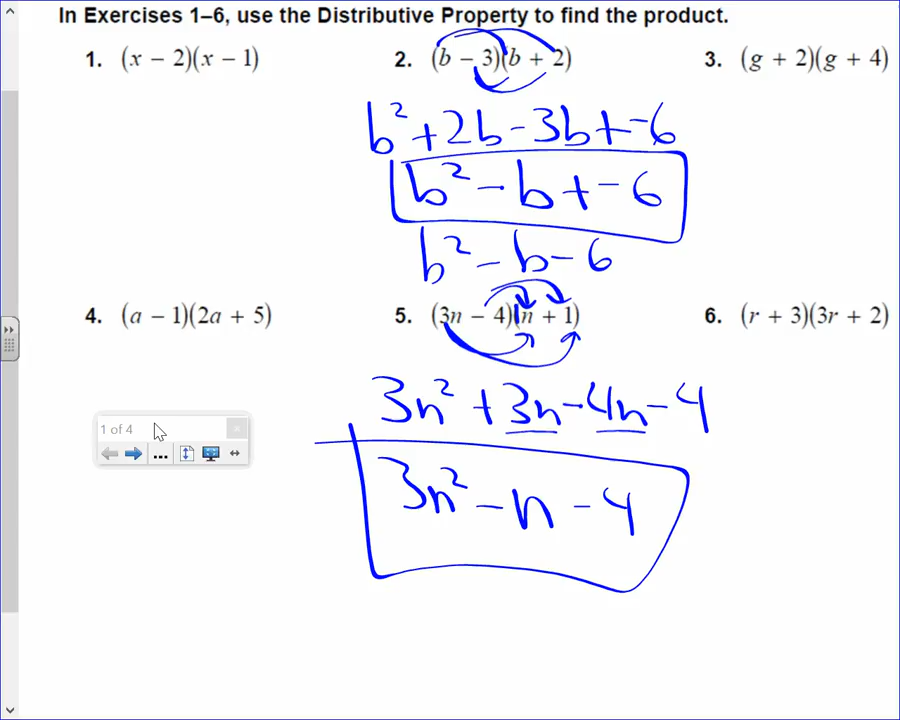 In Exercises 1–6, use the Distributive Property to find the product.
1. (x − 2)(x − 1)
2. (b − 3)(b + 2)
3. (g + 2)(g + 4)
b² + 2b − 3b + −6
b² − b + −6
b² − b − 6
4. (a − 1)(2a + 5)
5. (3n − 4)(n + 1)
6. (r + 3)(3r + 2)
3n² + 3n − 4n − 4
1 of 4
3n² − n − 4